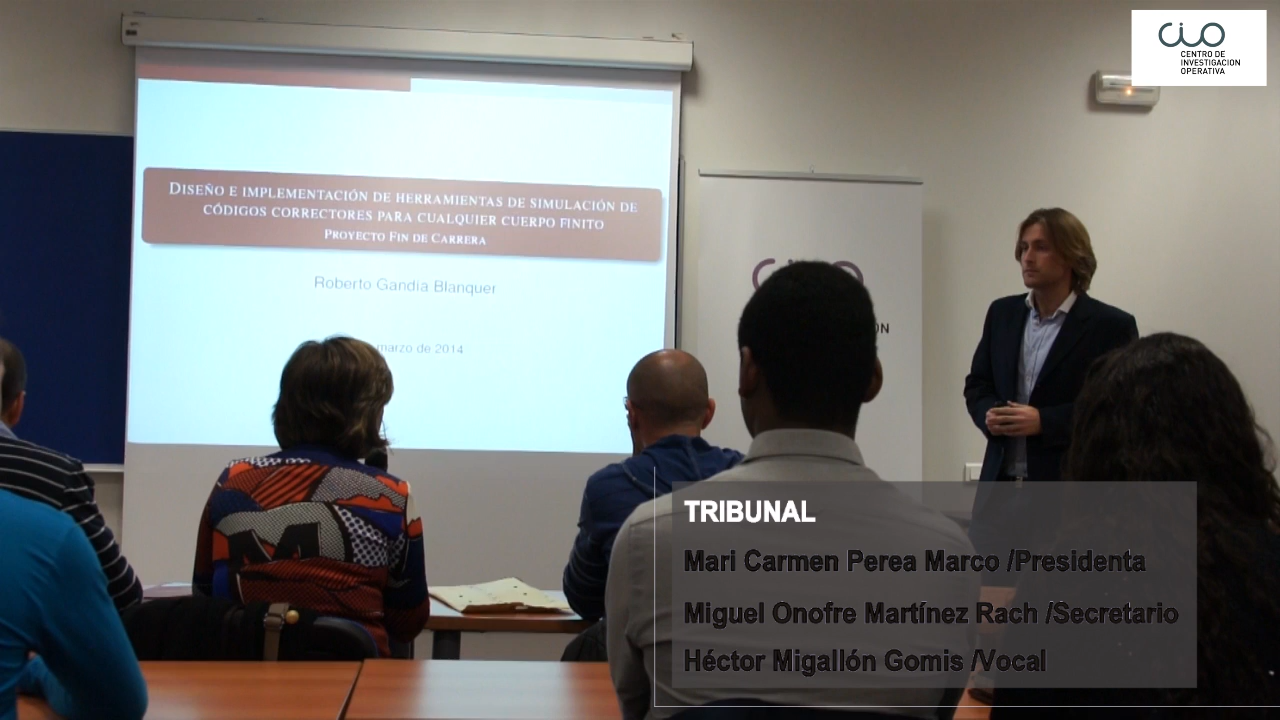 CIO
CENTRO DE
INVESTIGACION
OPERATIVA
DISEÑO E IMPLEMENTACIÓN DE HERRAMIENTAS DE SIMULACIÓN DE
CÓDIGOS CORRECTORES PARA CUALQUIER CUERPO FINITO
PROYECTO FIN DE CARRERA
Roberto Gandía Blanquer
marzo de 2014
TRIBUNAL
Mari Carmen Perea Marco /Presidenta
Miguel Onofre Martínez Rach /Secretario
Héctor Migallón Gomis /Vocal